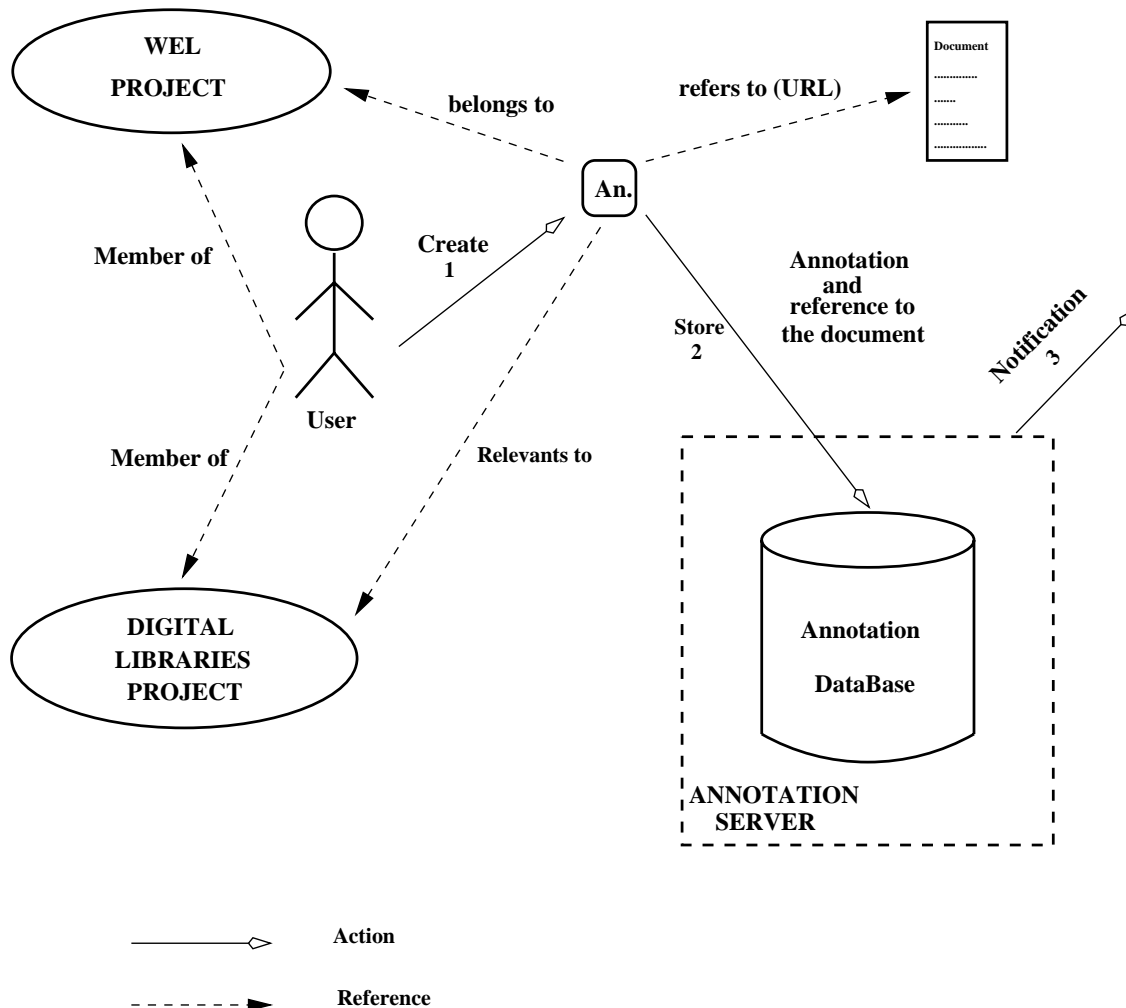 WEL
PROJECT
belongs to
refers to (URL)
Document
..............
.......
...........
.................
An.
Member of
Create
1
Annotation
and
reference to
the document
Store
2
Notification
3
User
Member of
Relevants to
DIGITAL
LIBRARIES
PROJECT
Annotation
DataBase
ANNOTATION
SERVER
Action
Reference